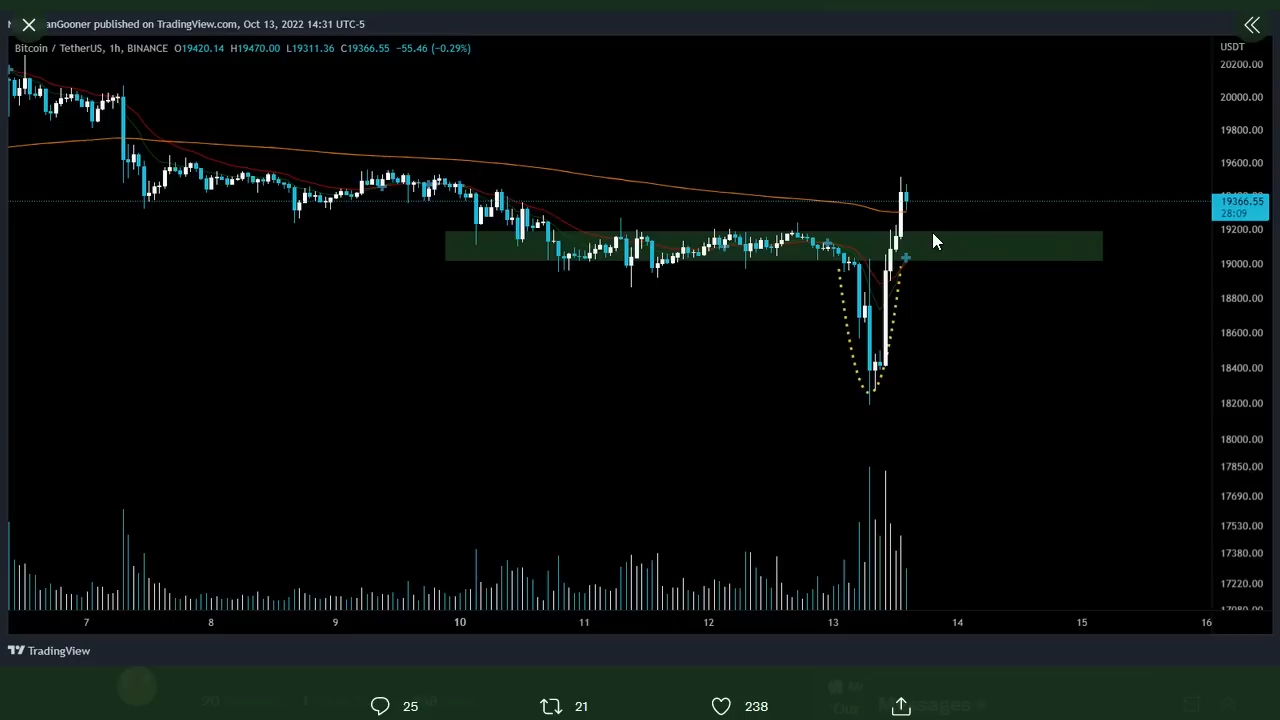 anGooner published on TradingView.com, Oct 13, 2022 14:31 UTC-5
Bitcoin / TetherUS, 1h, BINANCE O19420.14 H19470.00 L19311.36 C19366.55 −55.46 (−0.29%)
USDT
20200.00
20000.00
19800.00
19600.00
19366.55
28:09
19200.00
19000.00
18800.00
18600.00
18400.00
18200.00
18000.00
17850.00
17690.00
17530.00
17380.00
17220.00
17080.00
7 8 9 10 11 12 13 14 15 16
TradingView
25 21 238
Messages